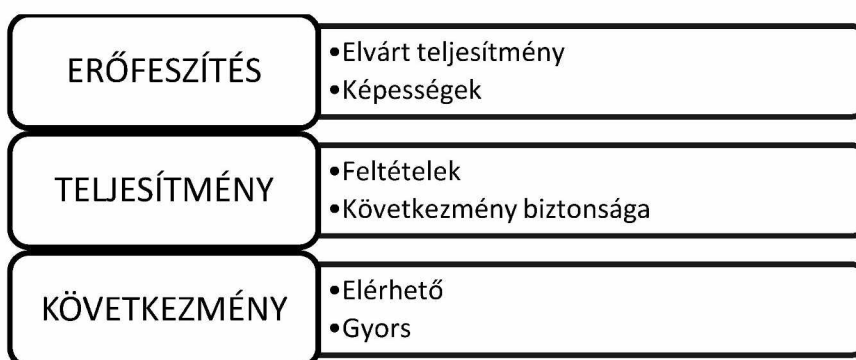 ERŐFESZÍTÉS
•Elvárt teljesítmény
•Képességek
TELJESÍTMÉNY
•Feltételek
•Következmény biztonsága
KÖVETKEZMÉNY
•Elérhető
•Gyors